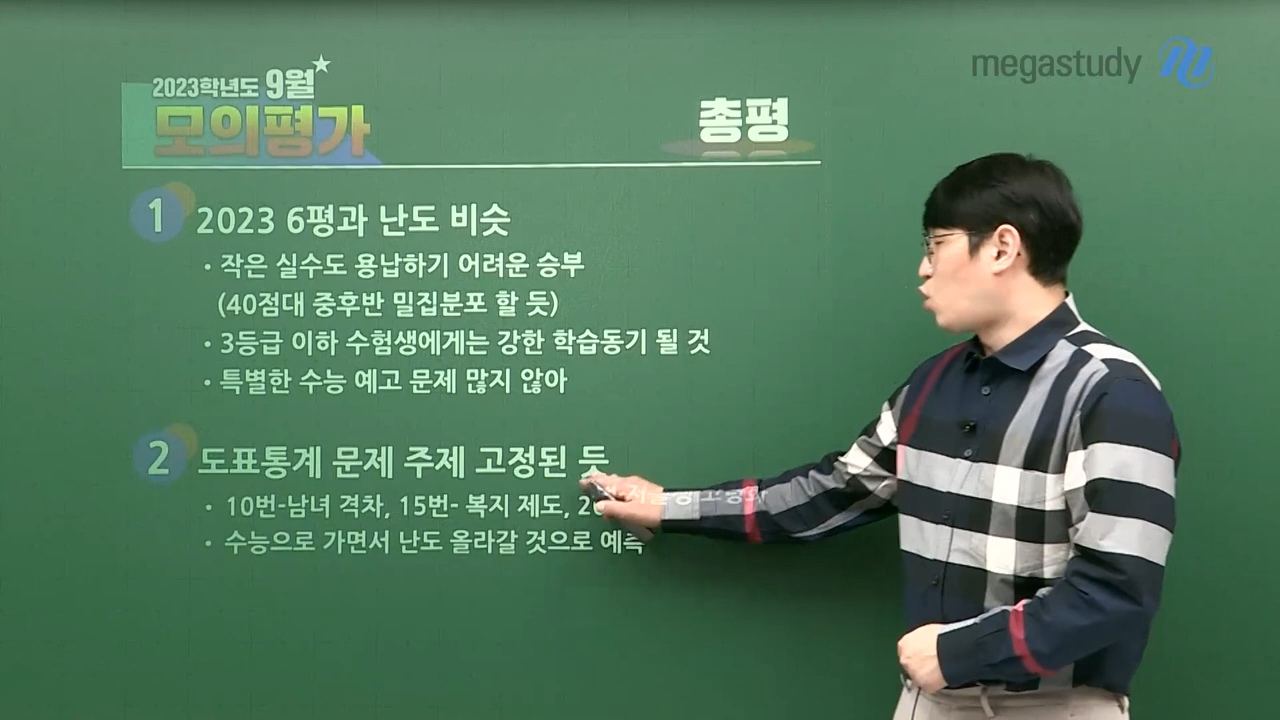 megastudy
2023학년도 9월
모의평가
총평
1 2023 6평과 난도 비슷
• 작은 실수도 용납하기 어려운 승부
(40점대 중후반 밀집분포 할 듯)
• 3등급 이하 수험생에게는 강한 학습동기 될 것
• 특별한 수능 예고 문제 많지 않아
2 도표통계 문제 주제 고정된 듯
• 10번-남녀 격차, 15번- 복지 제도,
• 수능으로 가면서 난도 올라갈 것으로 예측